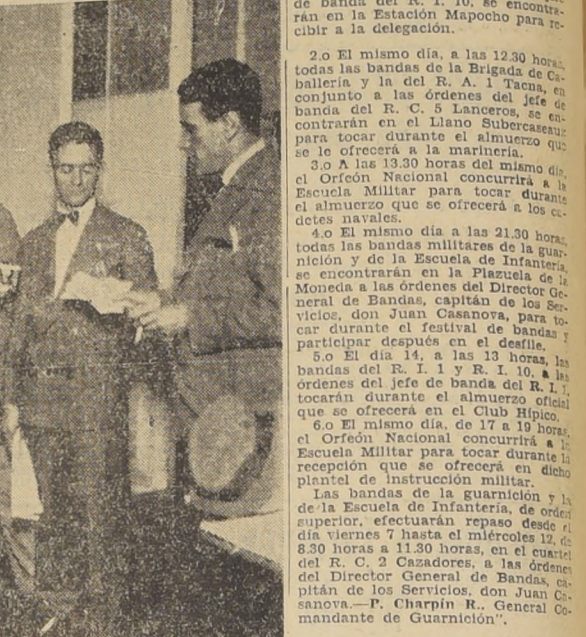 de banda del R. I. 10, se encontra-
rán en la Estación Mapocho para re-
cibir a la delegación.
2.o El mismo día, a las 12.30 horas,
todas las bandas de la Brigada de Ca-
ballería y la del R. A. 1 Tacna, en
conjunto a las órdenes del jefe de
banda del R. C. 5 Lanceros, se en-
contrarán en el Llano Subercaseaux
para tocar durante el almuerzo que
se le ofrecerá a la marinería.
3.o A las 13.30 horas del mismo día,
el Orfeón Nacional concurrirá a la
Escuela Militar para tocar durante
el almuerzo que se ofrecerá a los ca-
detes navales.
4.o El mismo día a las 21.30 horas,
todas las bandas militares de la guar-
nición y de la Escuela de Infantería,
se encontrarán en la Plazuela de la
Moneda a las órdenes del Director Ge-
neral de Bandas, capitán de los Ser-
vicios, don Juan Casanova, para to-
car durante el festival de bandas y
participar después en el desfile.
5.o El día 14, a las 13 horas, las
bandas del R. I. 1 y R. I. 10, a las
órdenes del jefe de banda del R. I. 1,
tocarán durante el almuerzo oficial
que se ofrecerá en el Club Hípico.
6.o El mismo día, de 17 a 19 horas,
el Orfeón Nacional concurrirá a la
Escuela Militar para tocar durante la
recepción que se ofrecerá en dicho
plantel de instrucción militar.
Las bandas de la guarnición y la
de la Escuela de Infantería, de orden
superior, efectuarán repaso desde el
día viernes 7 hasta el miércoles 12, de
8.30 horas a 11.30 horas, en el cuartel
del R. C. 2 Cazadores, a las órdenes
del Director General de Bandas, ca-
pitán de los Servicios, don Juan Ca-
sanova.—P. Charpín R., General Co-
mandante de Guarnición".